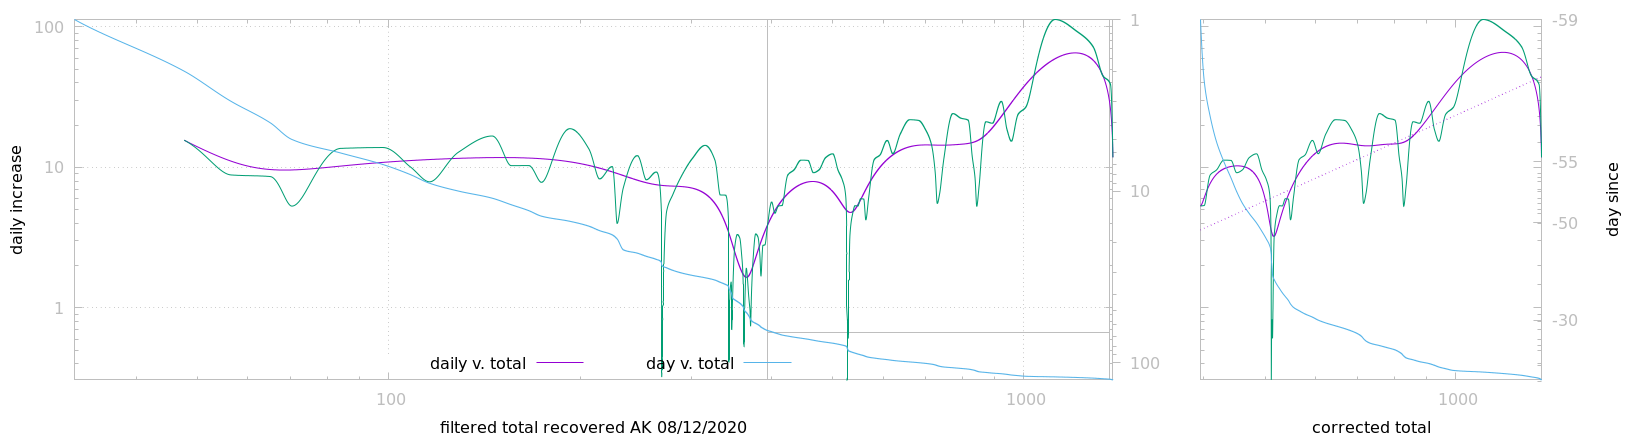 100
10
1
daily increase
100
1000
filtered total recovered AK 08/12/2020
daily v. total
day v. total
1
10
100
1000
corrected total
-59
-55
-50
-30
day since